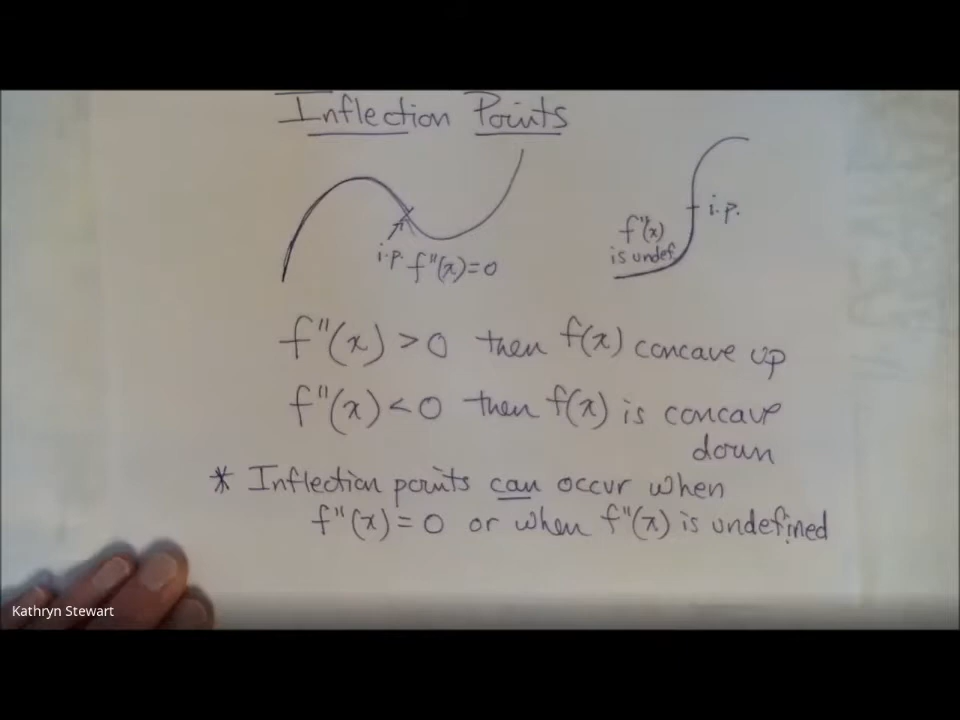 Inflection Points
i.p.
f"(x)=0
f"(x)
is undef.
i.p.
f"(x) > 0 then f(x) concave up
f"(x) < 0 then f(x) is concave
down
* Inflection points can occur when
f"(x) = 0 or when f"(x) is undefined
Kathryn Stewart